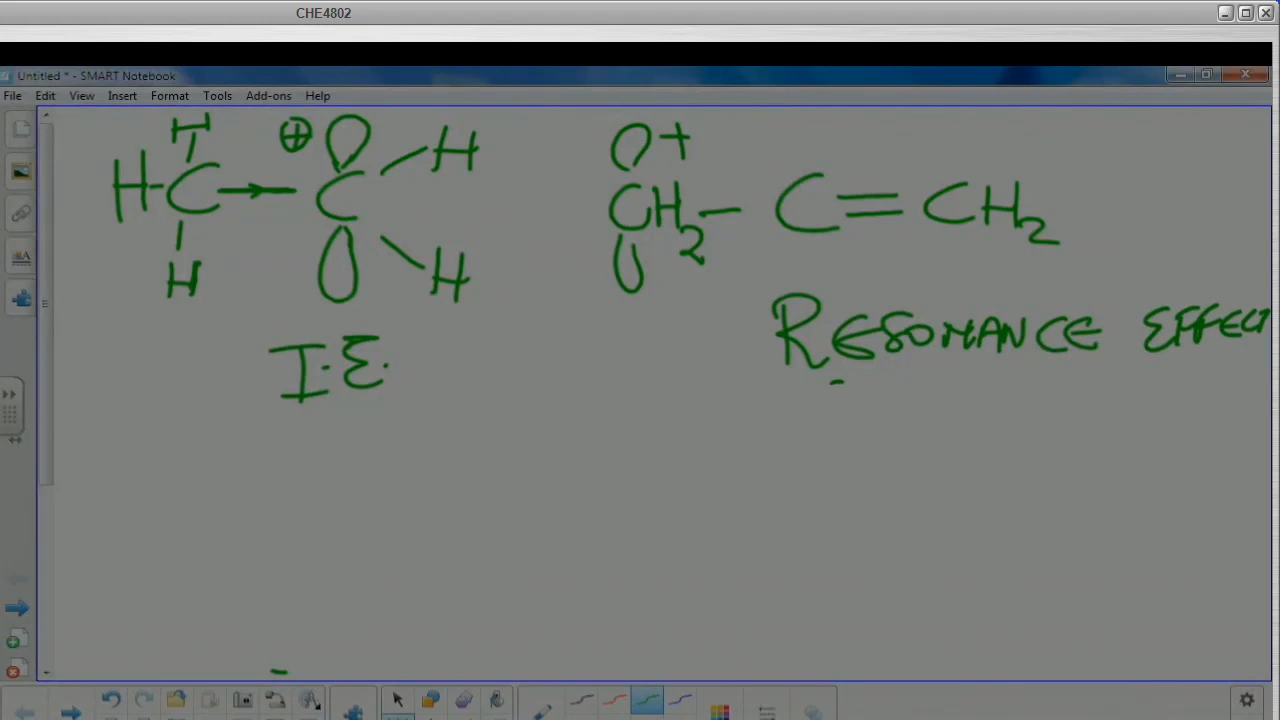 CHE4802
Untitled * - SMART Notebook
File Edit View Insert Format Tools Add-ons Help
H ⊕ H O+
H-C→C CH2-C=CH2
H H
RESONANCE EFFECT
I.E.